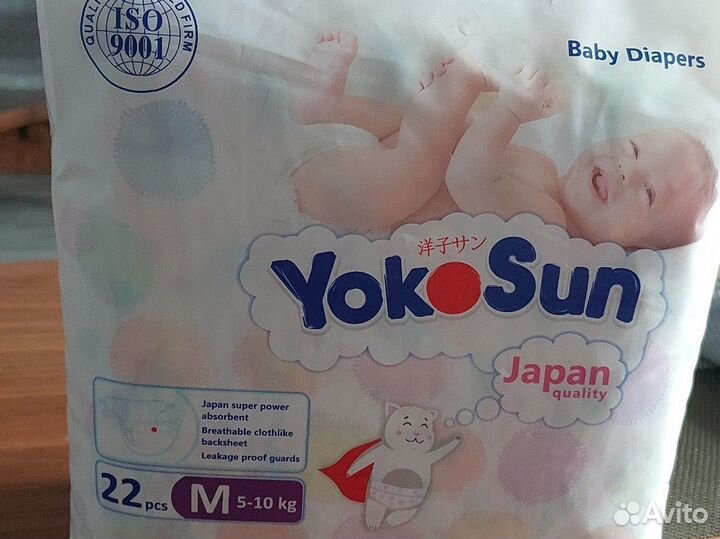 QUALI
ISO
9001
D FIRM
Baby Diapers
洋子サン
YokoSun
Japan
quality
Japan super power
absorbent
Breathable clothlike
backsheet
Leakage proof guards
22 pcs
M 5-10 kg
Avito